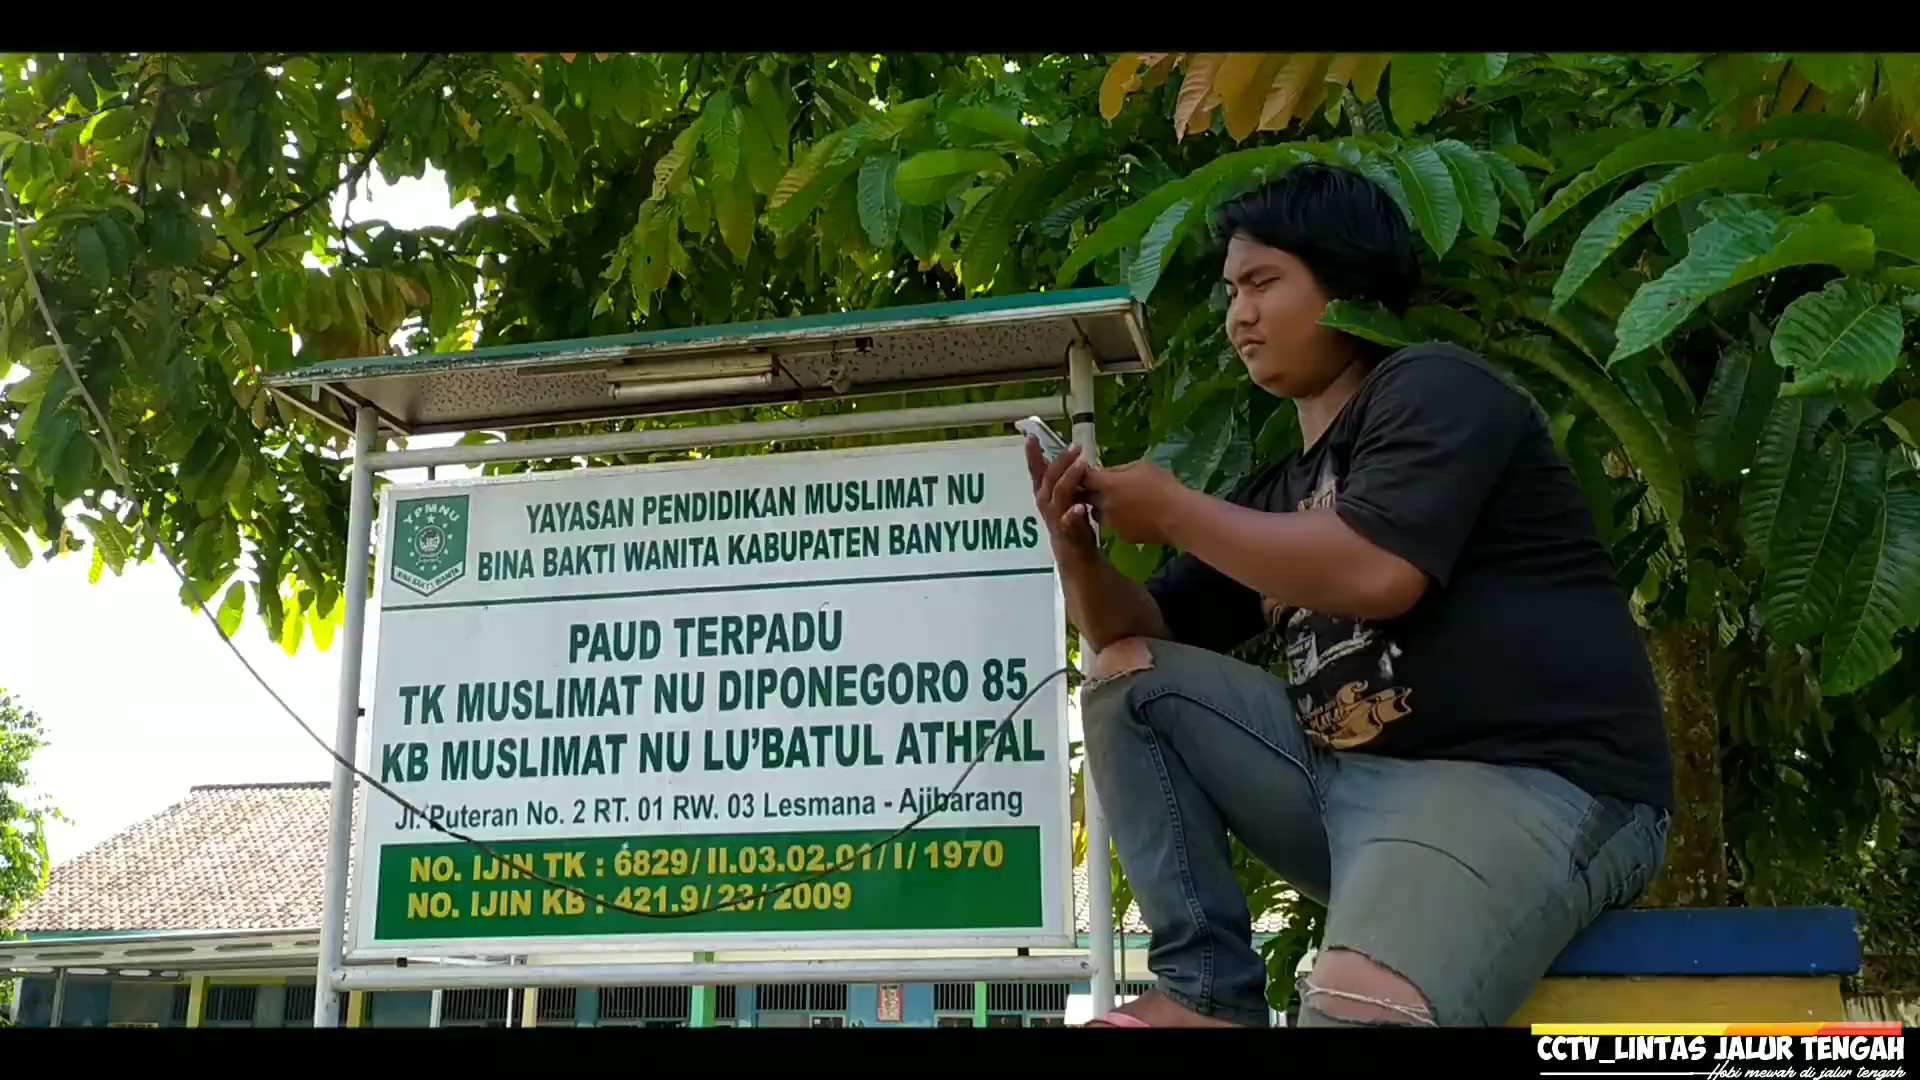 YPMNU
BINA BAKTI WANITA
YAYASAN PENDIDIKAN MUSLIMAT NU
BINA BAKTI WANITA KABUPATEN BANYUMAS
PAUD TERPADU
TK MUSLIMAT NU DIPONEGORO 85
KB MUSLIMAT NU LU'BATUL ATHFAL
Jl. Puteran No. 2 RT. 01 RW. 03 Lesmana - Ajibarang
NO. IJIN TK : 6829/ II.03.02.01/ I/ 1970
NO. IJIN KB : 421.9/ 23/ 2009
CCTV_LINTAS JALUR TENGAH
Hobi mewah di jalur tengah